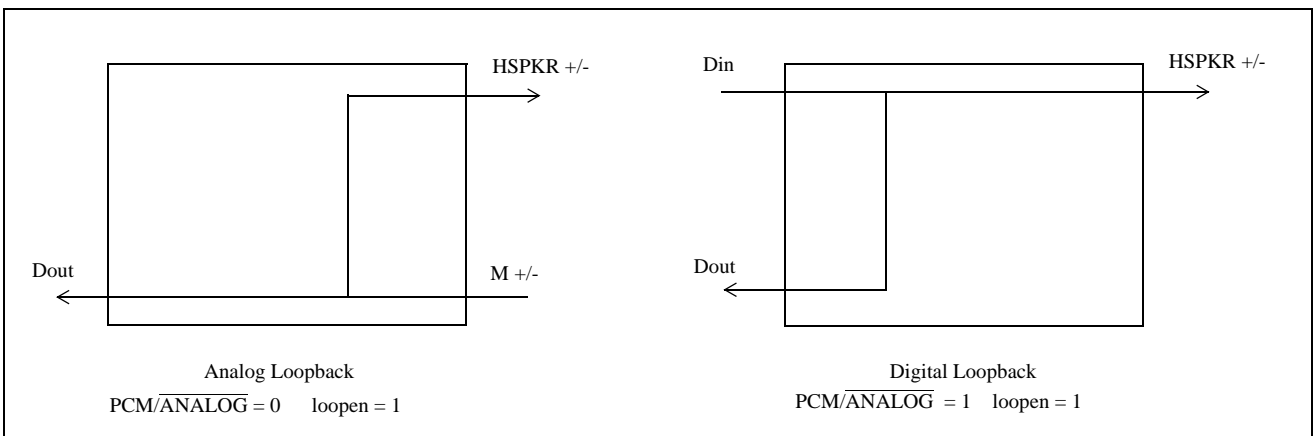 HSPKR +/-
Dout
M +/-
Analog Loopback
PCM/ANALOG = 0 loopen = 1
Din
HSPKR +/-
Dout
Digital Loopback
PCM/ANALOG = 1 loopen = 1